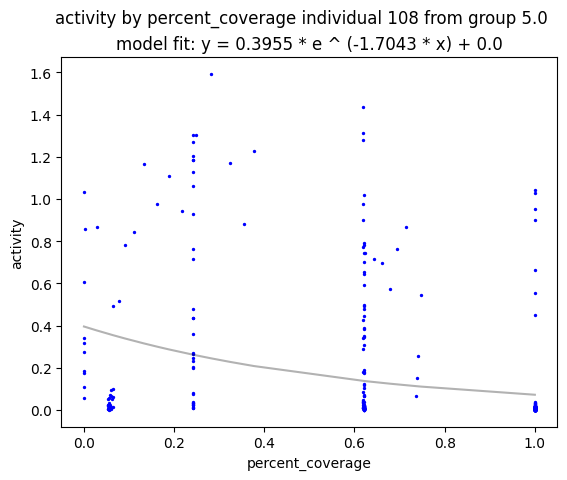 activity by percent_coverage individual 108 from group 5.0
model fit: y = 0.3955 * e ^ (-1.7043 * x) + 0.0
1.6
1.4
1.2
1.0
0.8
0.6
0.4
0.2
0.0
activity
0.0 0.2 0.4 0.6 0.8 1.0
percent_coverage